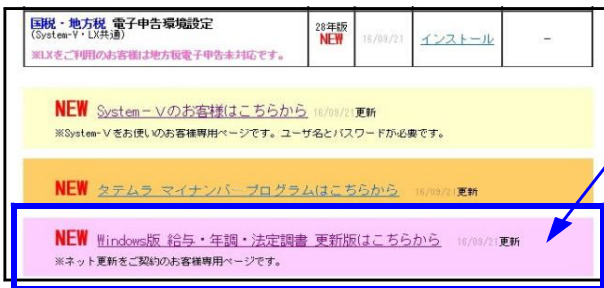 国税・地方税 電子申告環境設定
(System-V・LX共通)
※LXをご利用のお客様は地方税電子申告未対応です。
28年版
NEW
16/09/21
インストール
－
NEW System－Vのお客様はこちらから 16/09/21更新
※System-Vをお使いのお客様専用ページです。ユーザ名とパスワードが必要です。
NEW タテムラ マイナンバープログラムはこちらから 16/09/21更新
NEW Windows版 給与・年調・法定調書 更新版はこちらから 16/09/21更新
※ネット更新をご契約のお客様専用ページです。